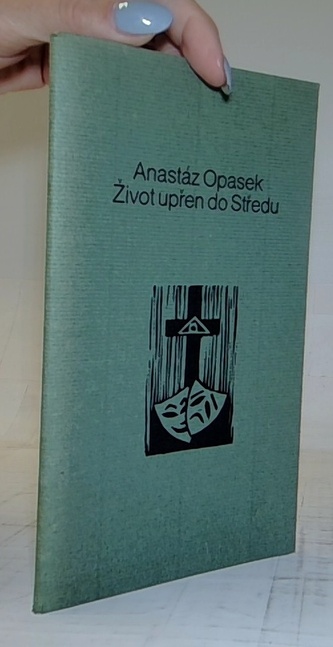 Anastáz Opasek
Život upřen do Středu